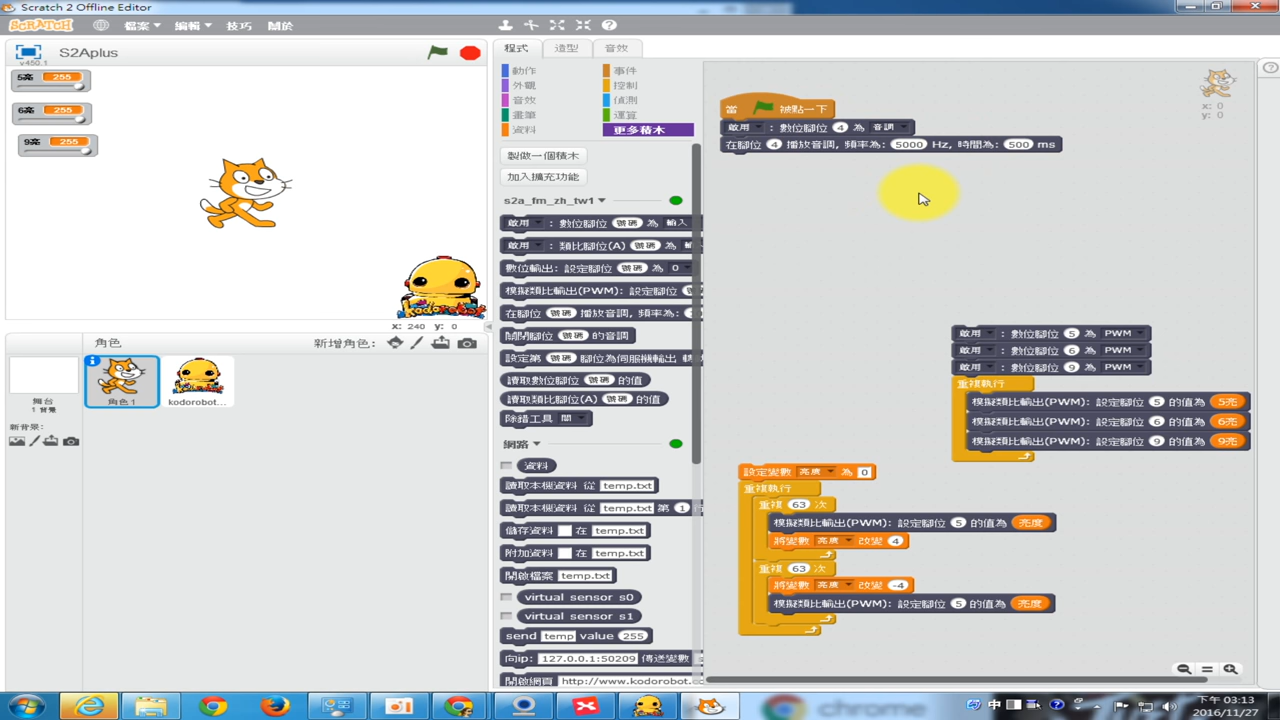 Scratch 2 Offline Editor
SCRATCH 檔案 編輯 技巧 關於
S2Aplus
v450.1
5亮 255
6亮 255
9亮 255
kodorobot
x: 240 y: 0
角色 新增角色:
舞台
1 背景
新背景:
角色1
kodorobot...
程式 造型 音效
動作 事件
外觀 控制
音效 偵測
畫筆 運算
資料 更多積木
製做一個積木
加入擴充功能
s2a_fm_zh_tw1
啟用 : 數位腳位 號碼 為 輸入
啟用 : 類比腳位(A) 號碼 為
數位輸出: 設定腳位 號碼 為 0
模擬類比輸出(PWM): 設定腳位
在腳位 號碼 播放音調, 頻率為:
關閉腳位 號碼 的音調
設定第 號碼 腳位為伺服機輸出 轉
讀取數位腳位 號碼 的值
讀取類比腳位(A) 號碼 的值
除錯工具 關
網路
資料
讀取本機資料 從 temp.txt
讀取本機資料 從 temp.txt 第 1 行
儲存資料 在 temp.txt
附加資料 在 temp.txt
開啟檔案 temp.txt
virtual sensor s0
virtual sensor s1
send temp value 255
向ip: 127.0.0.1:50209 傳送變數
開啟網頁 http://www.kodorobot
x: 0
y: 0
當 被點一下
啟用 : 數位腳位 4 為 音調
在腳位 4 播放音調, 頻率為: 5000 Hz, 時間為: 500 ms
啟用 : 數位腳位 5 為 PWM
啟用 : 數位腳位 6 為 PWM
啟用 : 數位腳位 9 為 PWM
重複執行
模擬類比輸出(PWM): 設定腳位 5 的值為 5亮
模擬類比輸出(PWM): 設定腳位 6 的值為 6亮
模擬類比輸出(PWM): 設定腳位 9 的值為 9亮
設定變數 亮度 為 0
重複執行
重複 63 次
模擬類比輸出(PWM): 設定腳位 5 的值為 亮度
將變數 亮度 改變 4
重複 63 次
將變數 亮度 改變 -4
模擬類比輸出(PWM): 設定腳位 5 的值為 亮度
chrome
中
下午 03:13
2016/11/27